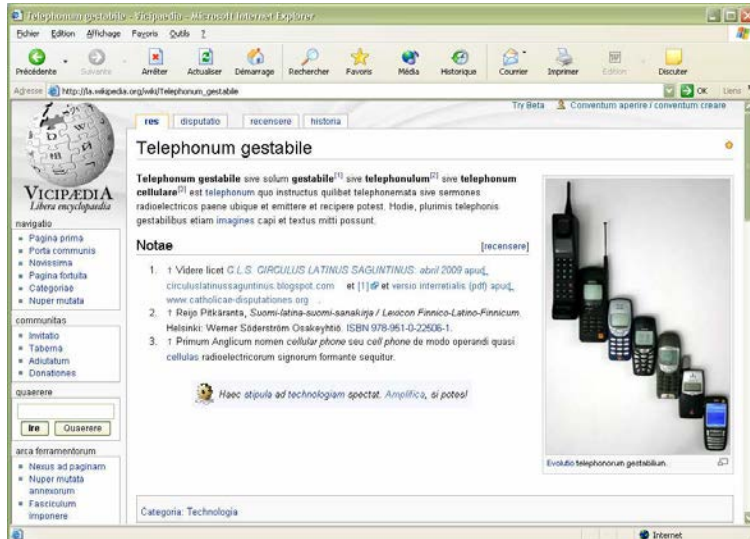 Telephonum gestabile - Vicipaedia - Microsoft Internet Explorer
Fichier Edition Affichage Favoris Outils ?
Précédente Suivante Arrêter Actualiser Démarrage Rechercher Favoris Média Historique Courrier Imprimer Edition Discuter
Adresse http://la.wikipedia.org/wiki/Telephonum_gestabile OK Liens
Try Beta Conventum aperire / conventum creare
res disputatio recensere historia
Telephonum gestabile
Telephonum gestabile sive solum gestabile[1] sive telephonulum[2] sive telephonum
cellulare[3] est telephonum quo instructus quilibet telephonemata sive sermones
radioelectricos paene ubique et emittere et recipere potest. Hodie, plurimis telephonis
gestabilibus etiam imagines capi et textus mitti possunt.
Notae [recensere]
1. ↑ Videre licet C.L.S. CIRCULUS LATINUS SAGUNTINUS: abril 2009 apud
circuluslatinussaguntinus.blogspot.com et [1] et versio interretialis (pdf) apud
www.catholicae-disputationes.org .
2. ↑ Reijo Pitkäranta, Suomi-latina-suomi-sanakirja / Lexicon Finnico-Latino-Finnicum.
Helsinki: Werner Söderström Osakeyhtiö. ISBN 978-951-0-22506-1.
3. ↑ Primum Anglicum nomen cellular phone seu cell phone de modo operandi quasi
cellulas radioelectricorum signorum formante sequitur.
Haec stipula ad technologiam spectat. Amplifica, si potes!
Evolutio telephonorum gestabilium.
Categoria: Technologia
VICIPÆDIA
Libera encyclopaedia
navigatio
Pagina prima
Porta communis
Novissima
Pagina fortuita
Categoriae
Nuper mutata
communitas
Invitatio
Taberna
Adiutatum
Donationes
quaerere
Ire Quaerere
arca ferramentorum
Nexus ad paginam
Nuper mutata
annexorum
Fasciculum
imponere
Internet